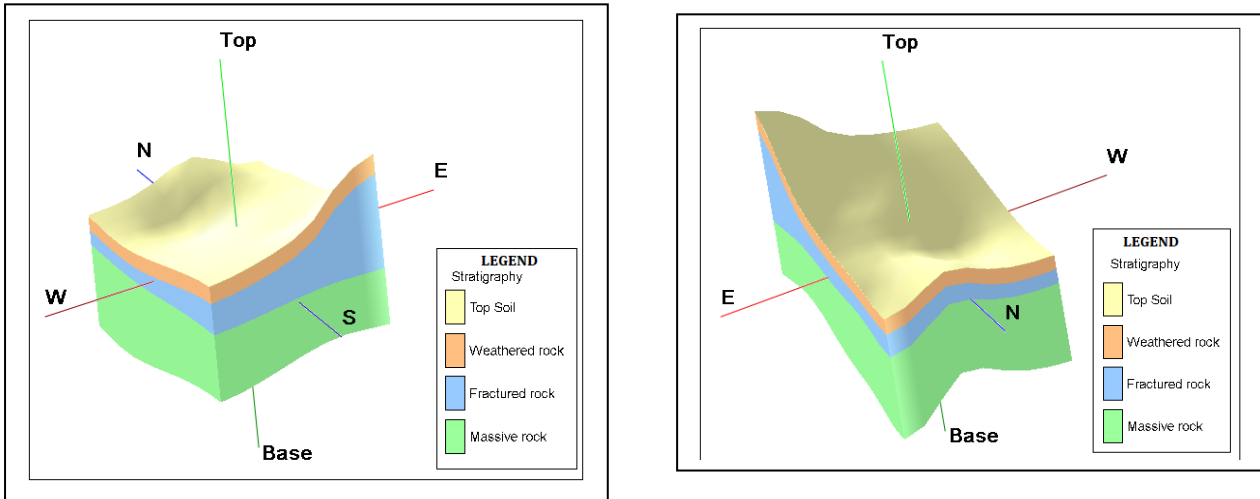 Top
N
E
W
S
Base
LEGEND
Stratigraphy
Top Soil
Weathered rock
Fractured rock
Massive rock
Top
W
E
N
Base
LEGEND
Stratigraphy
Top Soil
Weathered rock
Fractured rock
Massive rock